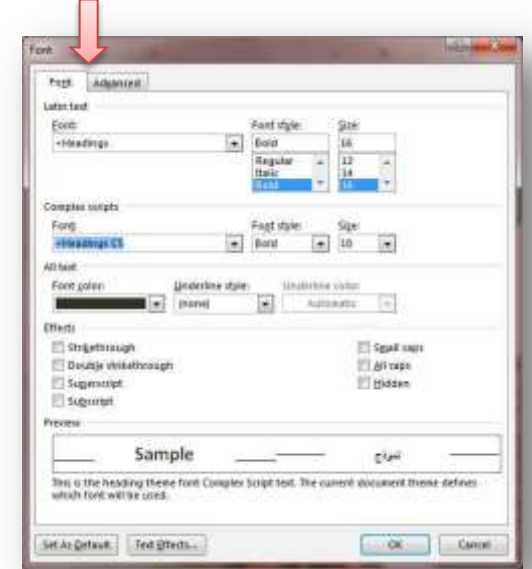 Font
Font Advanced
Latin text
Font: Font style: Size:
+Headings Bold 16
Regular 12
Italic 14
Bold 16
Complex scripts
Font: Font style: Size:
+Headings CS Bold 10
All text
Font color: Underline style: Underline color:
(none) Automatic
Effects
Strikethrough Small caps
Double strikethrough All caps
Superscript Hidden
Subscript
Preview
Sample نموذج
This is the heading theme font Complex Script text. The current document theme defines
which font will be used.
Set As Default Text Effects... OK Cancel